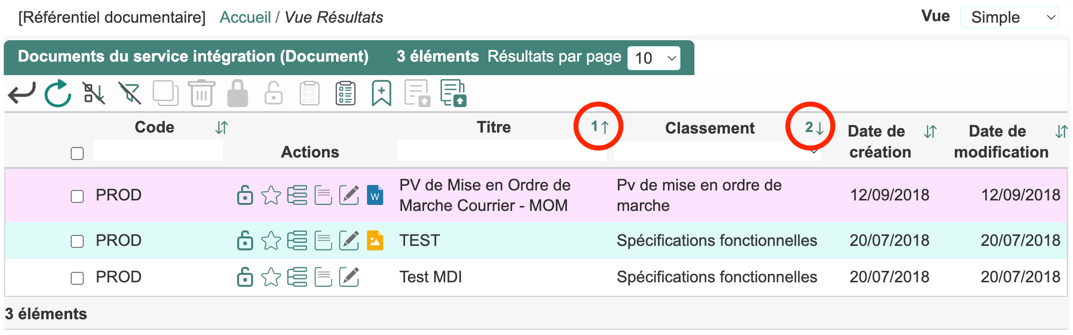 [Référentiel documentaire] Accueil / Vue Résultats Vue Simple
Documents du service intégration (Document) 3 éléments Résultats par page 10
Code Titre 1↑ Classement 2↓ Date de création Date de modification
Actions
PROD PV de Mise en Ordre de Marche Courrier - MOM Pv de mise en ordre de marche 12/09/2018 12/09/2018
PROD TEST Spécifications fonctionnelles 20/07/2018 20/07/2018
PROD Test MDI Spécifications fonctionnelles 20/07/2018 20/07/2018
3 éléments